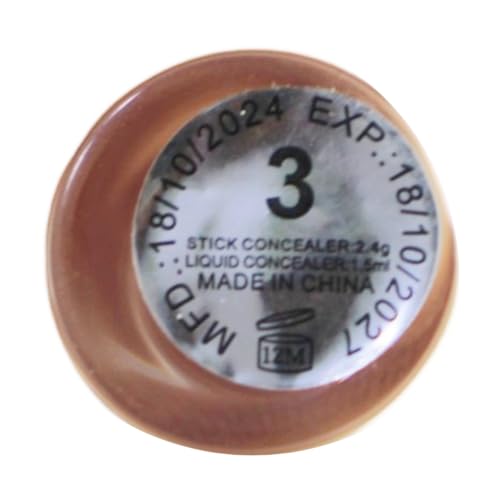 MFD.:18/10/2024 EXP.:18/10/2027
3
STICK CONCEALER:2.4g
LIQUID CONCEALER:1.5ml
MADE IN CHINA
12M